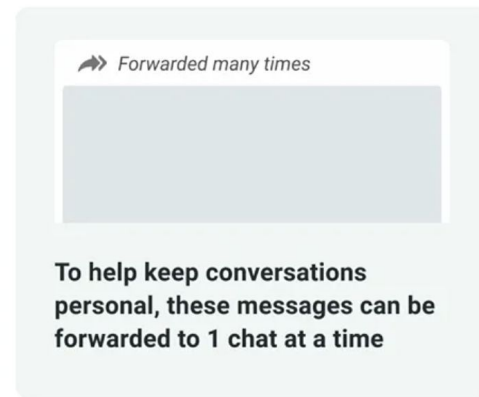 Forwarded many times
To help keep conversations
personal, these messages can be
forwarded to 1 chat at a time